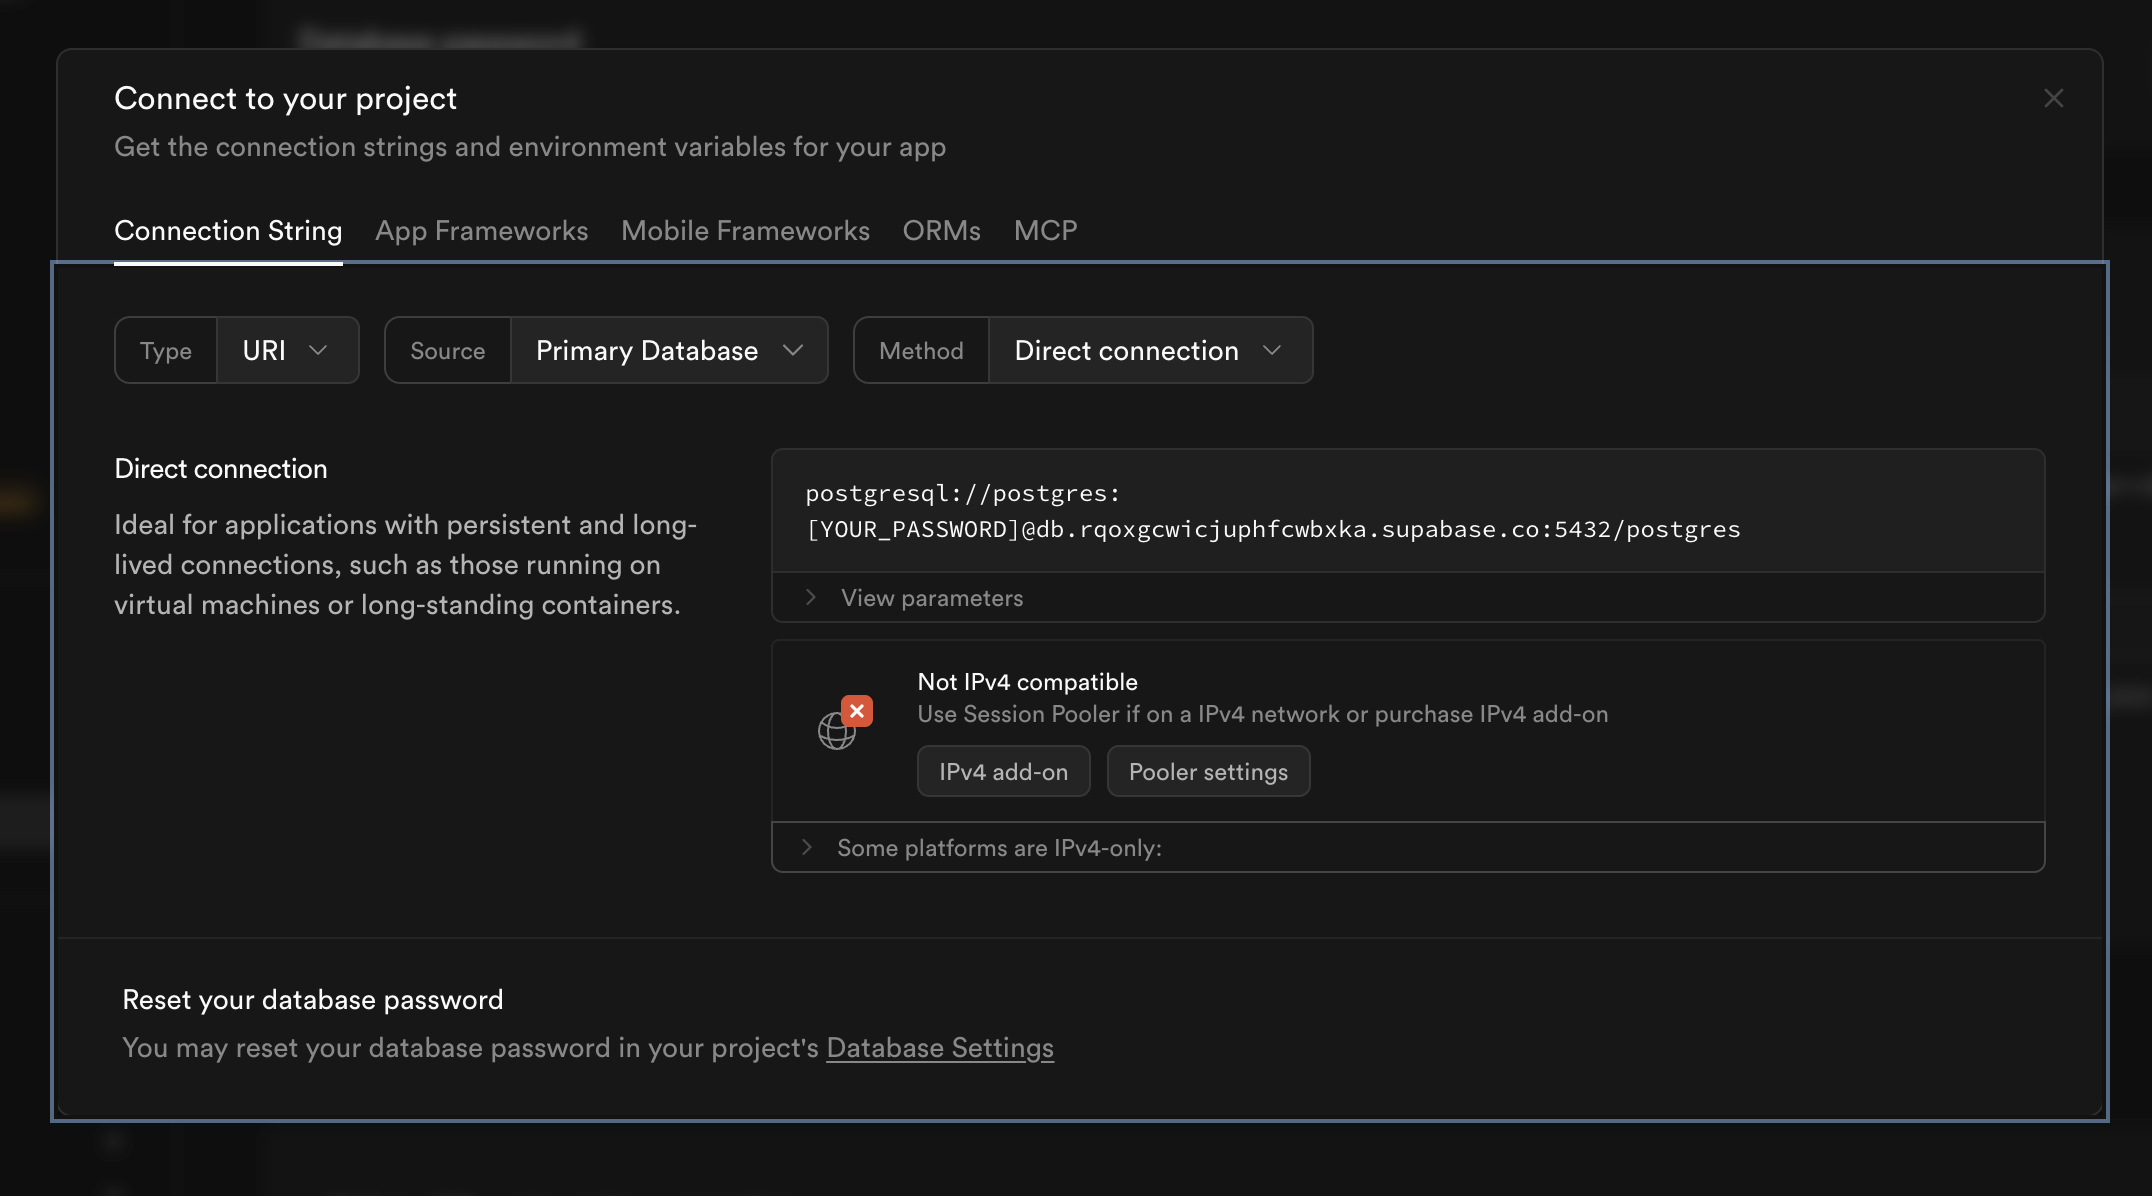 Connect to your project
Get the connection strings and environment variables for your app
Connection String App Frameworks Mobile Frameworks ORMs MCP
Type URI Source Primary Database Method Direct connection
Direct connection
Ideal for applications with persistent and long-
lived connections, such as those running on
virtual machines or long-standing containers.
postgresql://postgres:
[YOUR_PASSWORD]@db.rqoxgcwicjuphfcwbxka.supabase.co:5432/postgres
View parameters
Not IPv4 compatible
Use Session Pooler if on a IPv4 network or purchase IPv4 add-on
IPv4 add-on Pooler settings
Some platforms are IPv4-only:
Reset your database password
You may reset your database password in your project's Database Settings